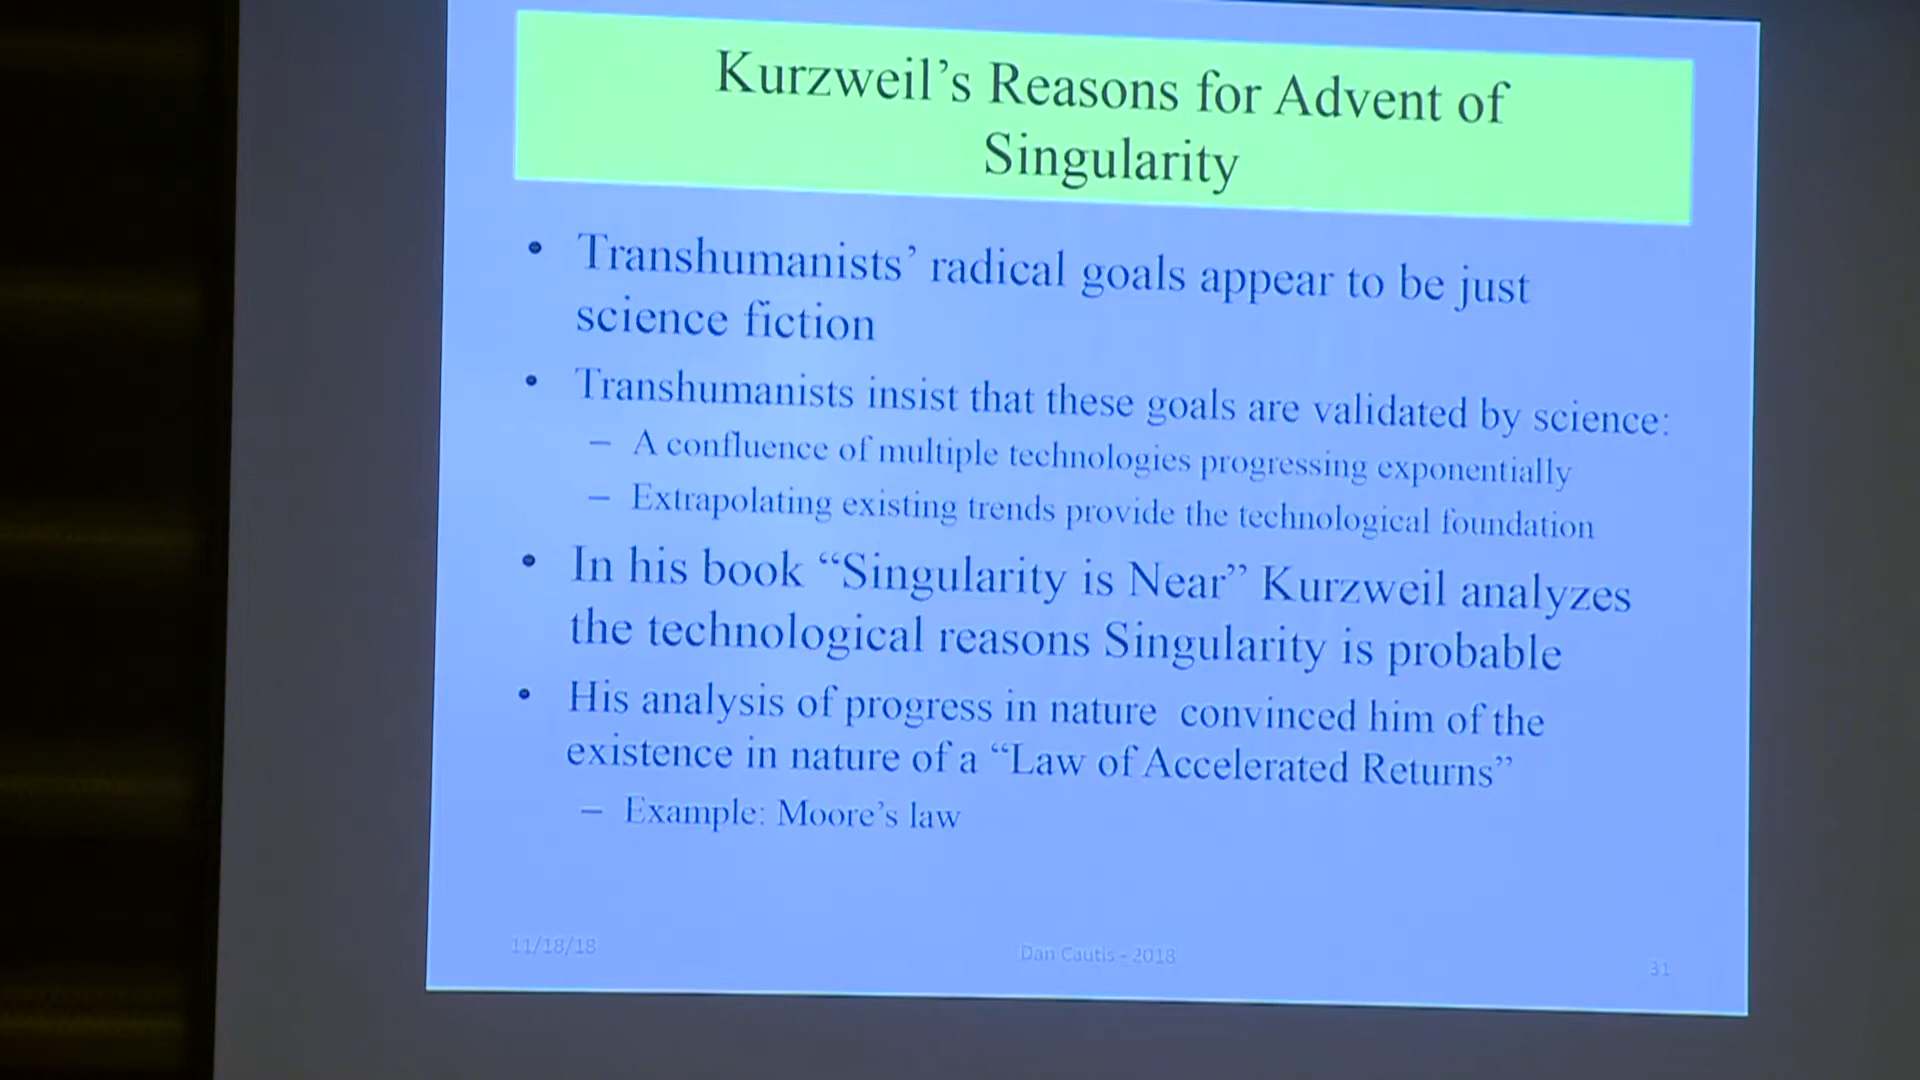 Kurzweil’s Reasons for Advent of
Singularity
• Transhumanists’ radical goals appear to be just
science fiction
• Transhumanists insist that these goals are validated by science:
– A confluence of multiple technologies progressing exponentially
– Extrapolating existing trends provide the technological foundation
• In his book “Singularity is Near” Kurzweil analyzes
the technological reasons Singularity is probable
• His analysis of progress in nature convinced him of the
existence in nature of a “Law of Accelerated Returns”
– Example: Moore’s law
11/18/18
Dan Cautis - 2018
31